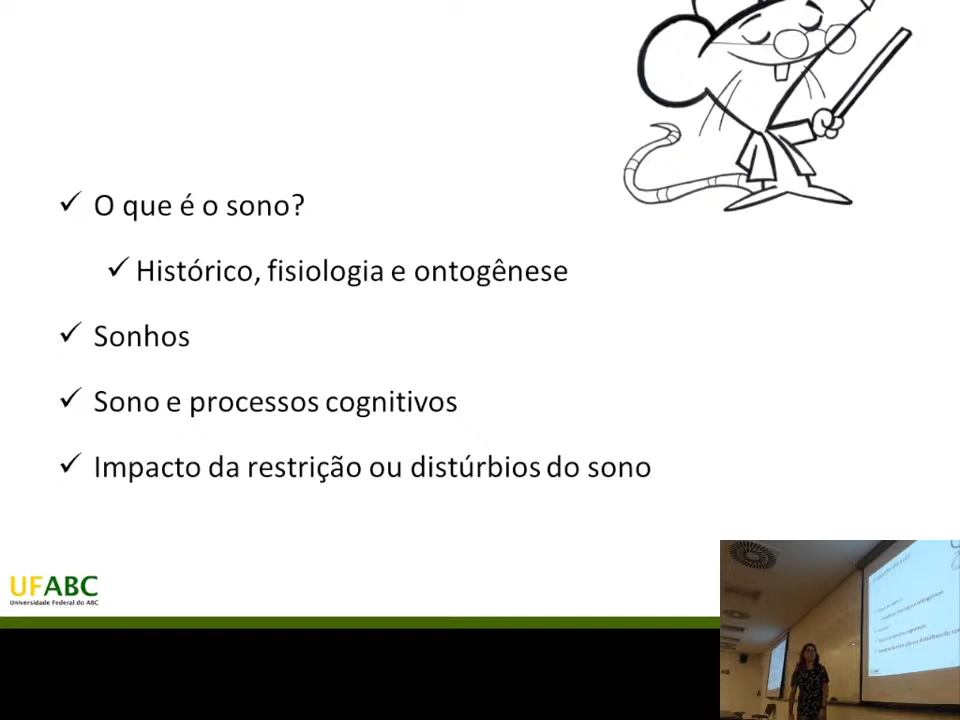 O que é o sono?
Histórico, fisiologia e ontogênese
Sonhos
Sono e processos cognitivos
Impacto da restrição ou distúrbios do sono
UFABC
Universidade Federal do ABC